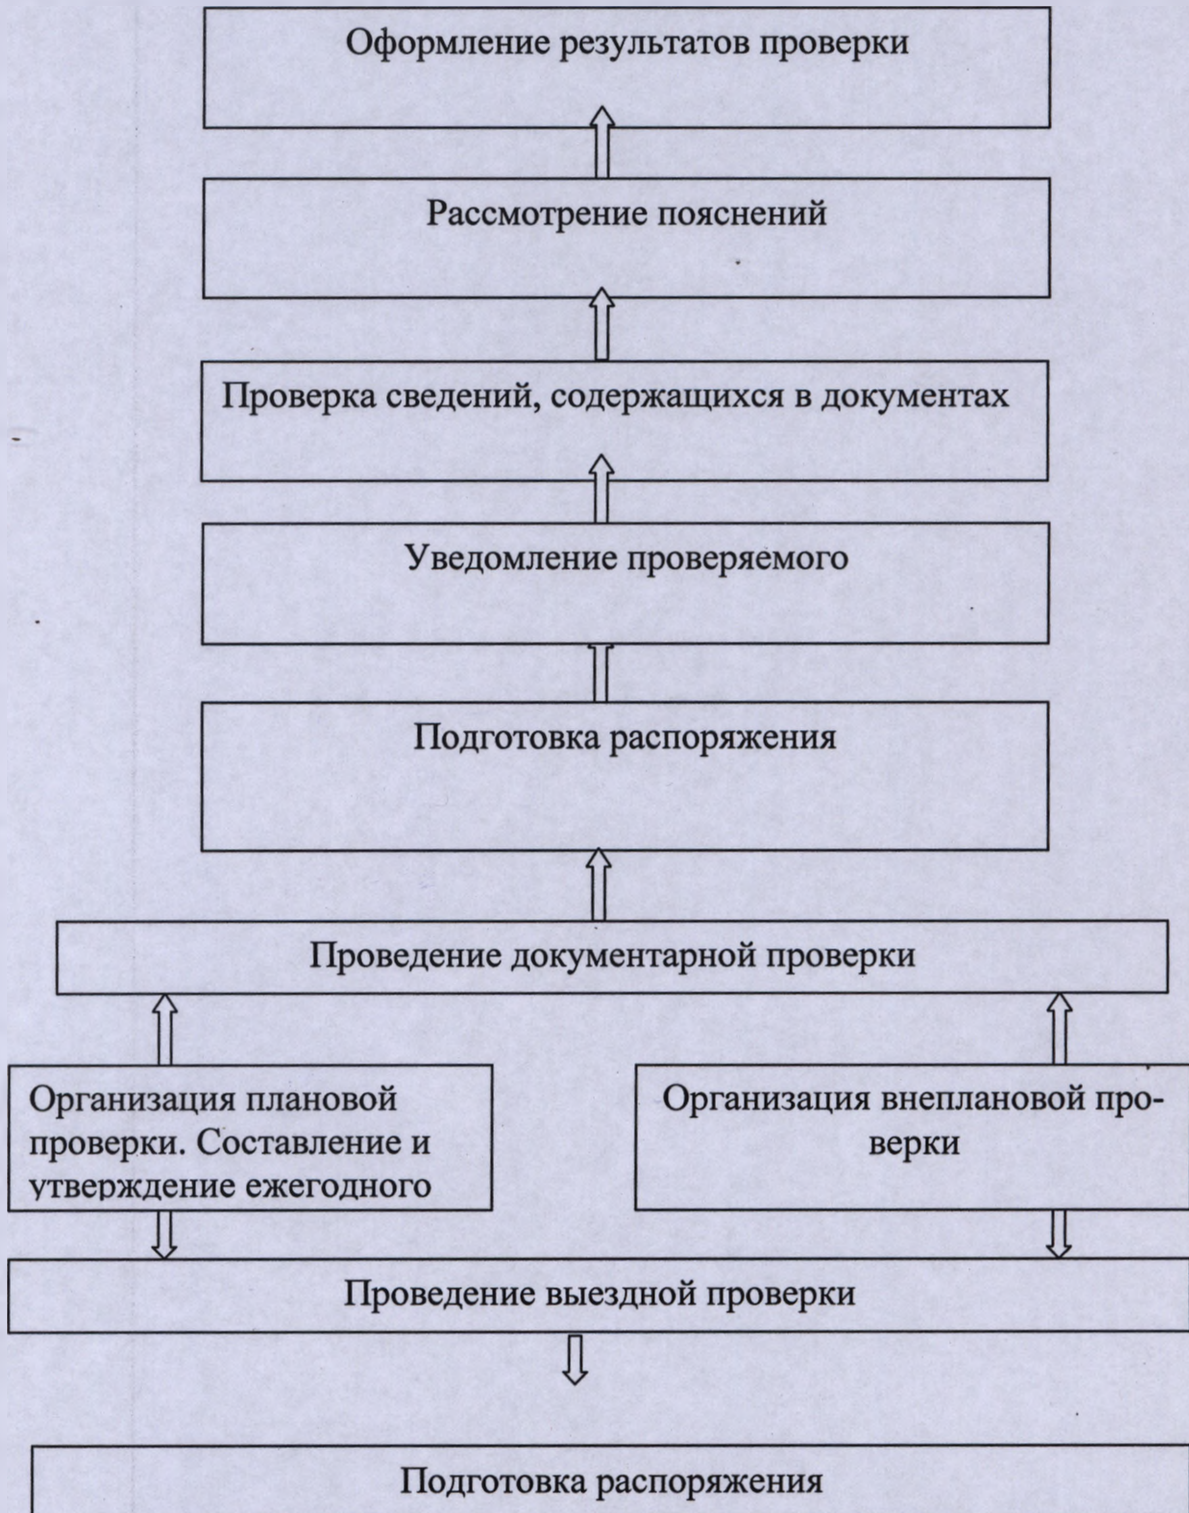 Оформление результатов проверки
Рассмотрение пояснений
Проверка сведений, содержащихся в документах
Уведомление проверяемого
Подготовка распоряжения
Проведение документарной проверки
Организация плановой
проверки. Составление и
утверждение ежегодного
Организация внеплановой про-
верки
Проведение выездной проверки
Подготовка распоряжения